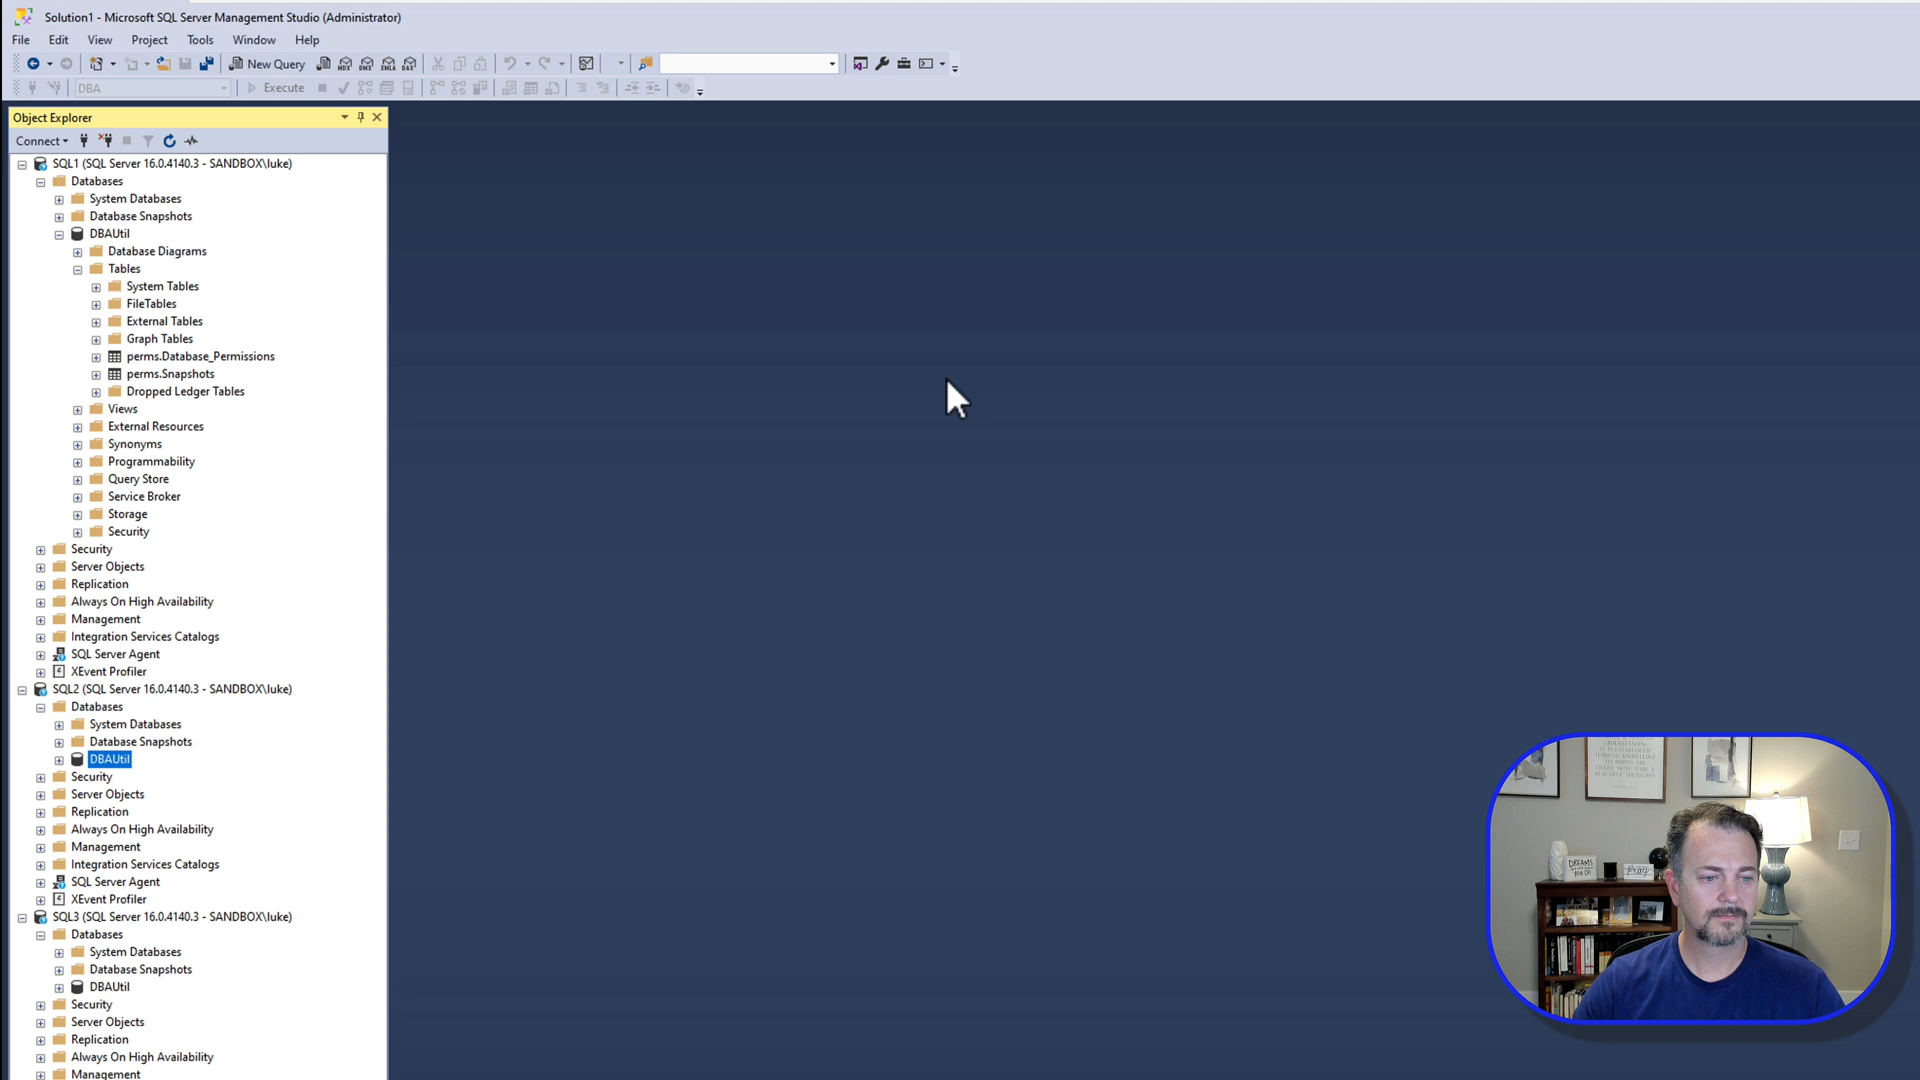 Solution1 - Microsoft SQL Server Management Studio (Administrator)
File Edit View Project Tools Window Help
New Query MDX DMX XMLA DAX
DBA Execute
Object Explorer
Connect
SQL1 (SQL Server 16.0.4140.3 - SANDBOX\luke)
Databases
System Databases
Database Snapshots
DBAUtil
Database Diagrams
Tables
System Tables
FileTables
External Tables
Graph Tables
perms.Database_Permissions
perms.Snapshots
Dropped Ledger Tables
Views
External Resources
Synonyms
Programmability
Query Store
Service Broker
Storage
Security
Security
Server Objects
Replication
Always On High Availability
Management
Integration Services Catalogs
SQL Server Agent
XEvent Profiler
SQL2 (SQL Server 16.0.4140.3 - SANDBOX\luke)
Databases
System Databases
Database Snapshots
DBAUtil
Security
Server Objects
Replication
Always On High Availability
Management
Integration Services Catalogs
SQL Server Agent
XEvent Profiler
SQL3 (SQL Server 16.0.4140.3 - SANDBOX\luke)
Databases
System Databases
Database Snapshots
DBAUtil
Security
Server Objects
Replication
Always On High Availability
Management
DREAMS
YOU DO